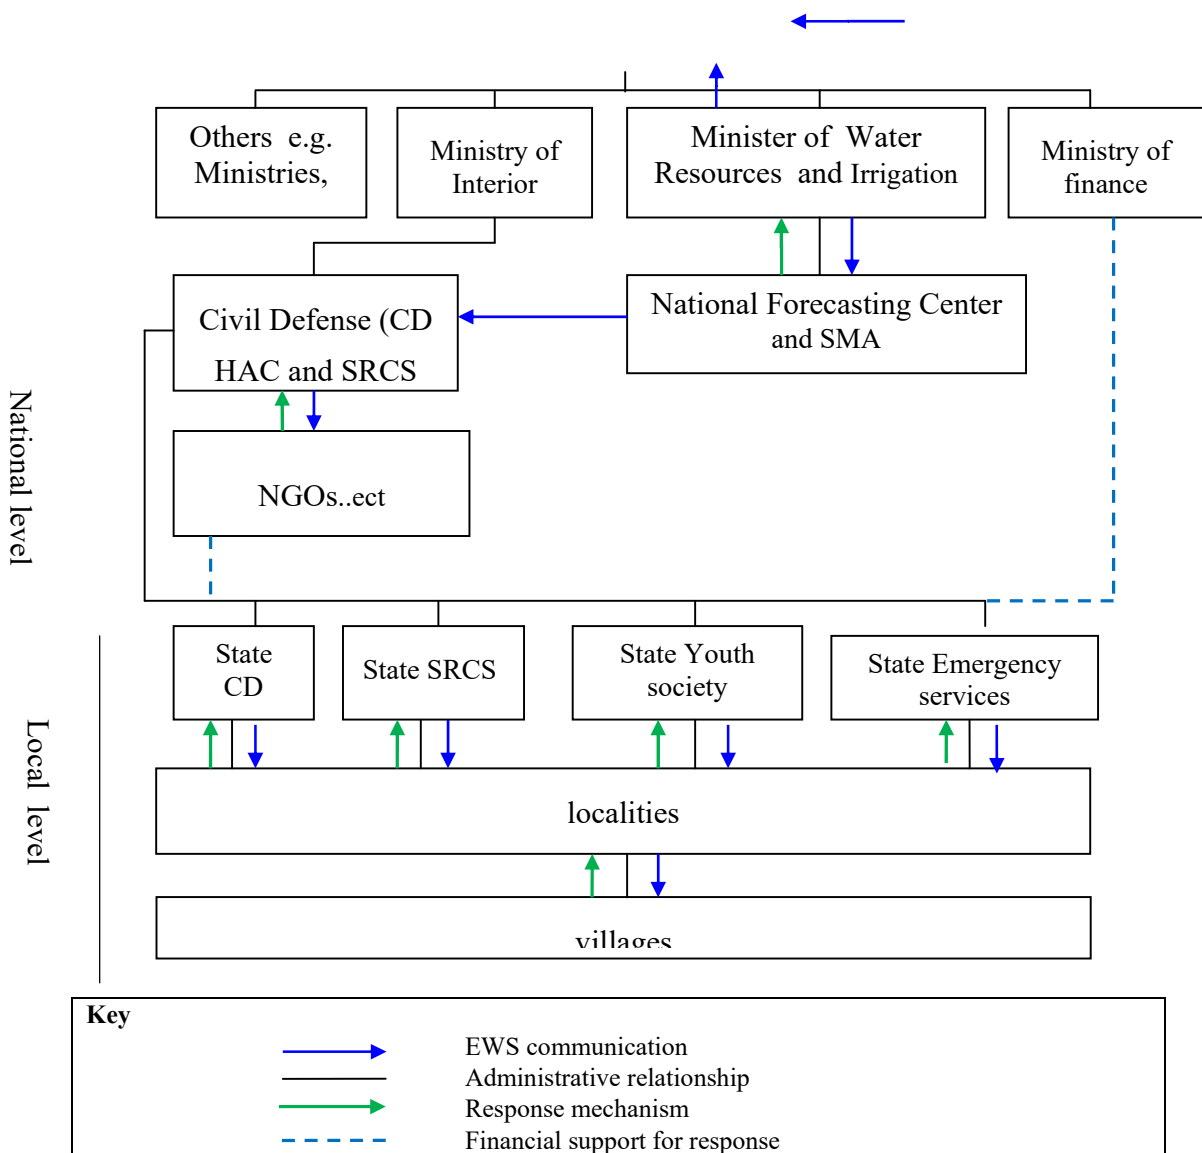 Others e.g.
Ministries,
Ministry of
Interior
Minister of Water
Resources and Irrigation
Ministry of
finance
Civil Defense (CD
HAC and SRCS
National Forecasting Center
and SMA
NGOs..ect
National level
State
CD
State SRCS
State Youth
society
State Emergency
services
Local level
localities
villages
Key
EWS communication
Administrative relationship
Response mechanism
Financial support for response